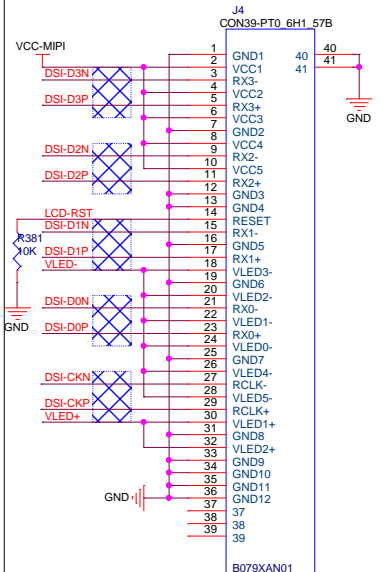 J4
CON39-PT0_6H1_57B
VCC-MIPI
1 GND1 40 40
2 VCC1 41 41
DSI-D3N 3 RX3-
4 VCC2
DSI-D3P 5 RX3+
6 VCC3
7 GND2
8 VCC4
DSI-D2N 9 RX2-
10 VCC5
DSI-D2P 11 RX2+
12 GND3
13 GND4
LCD-RST 14 RESET
DSI-D1N 15 RX1-
16 GND5
DSI-D1P 17 RX1+
VLED- 18 VLED3-
19 GND6
20 VLED2-
DSI-D0N 21 RX0-
22 VLED1-
DSI-D0P 23 RX0+
24 VLED0-
25 GND7
26 VLED4-
DSI-CKN 27 RCLK-
28 VLED5-
DSI-CKP 29 RCLK+
VLED+ 30 VLED1+
31 GND8
32 VLED2+
33 GND9
34 GND10
35 GND11
36 GND12
37 37
38 38
39 39
R381
10K
GND
GND
GND
B079XAN01